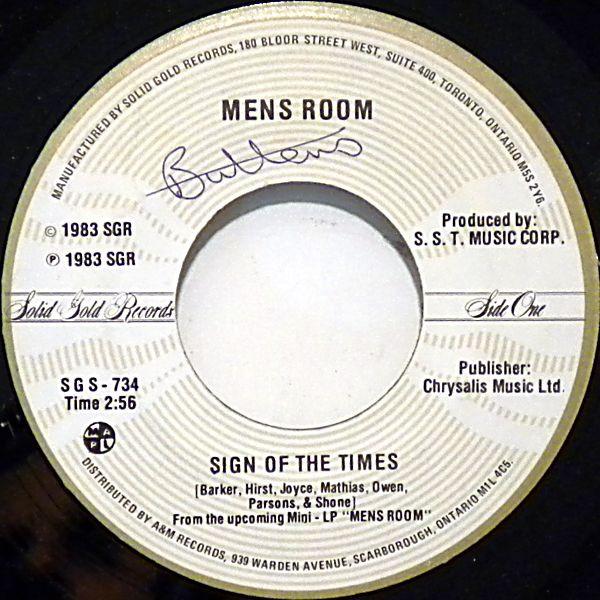 MANUFACTURED BY SOLID GOLD RECORDS, 180 BLOOR STREET WEST, SUITE 400, TORONTO, ONTARIO M5S 2Y6.
MENS ROOM
Buttens
© 1983 SGR
℗ 1983 SGR
Produced by:
S. S. T. MUSIC CORP.
Solid Gold Records
Side One
SGS - 734
Time 2:56
Publisher:
Chrysalis Music Ltd.
M A
P L
SIGN OF THE TIMES
[Barker, Hirst, Joyce, Mathias, Owen,
Parsons, & Shone]
From the upcoming Mini - LP "MENS ROOM"
DISTRIBUTED BY A&M RECORDS, 939 WARDEN AVENUE, SCARBOROUGH, ONTARIO M1L 4C5.